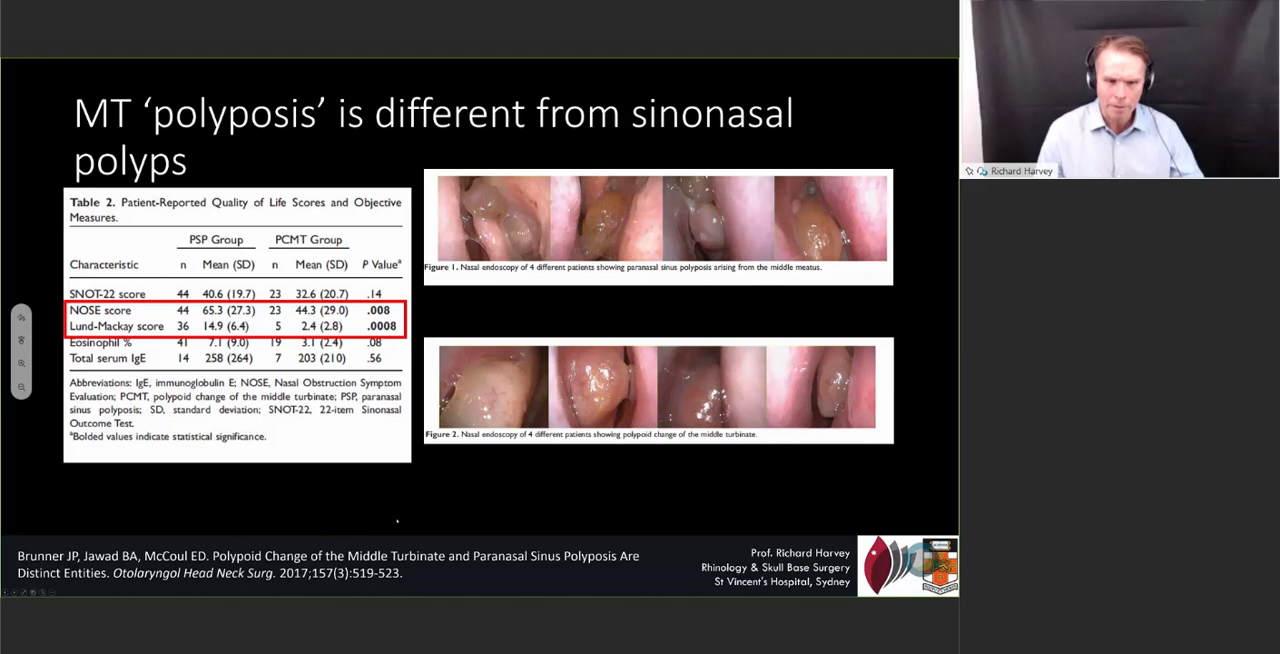 MT ‘polyposis’ is different from sinonasal
polyps
Table 2. Patient-Reported Quality of Life Scores and Objective
Measures.
PSP Group PCMT Group
Characteristic n Mean (SD) n Mean (SD) P Valueᵃ
SNOT-22 score 44 40.6 (19.7) 23 32.6 (20.7) .14
NOSE score 44 65.3 (27.3) 23 44.3 (29.0) .008
Lund-Mackay score 36 14.9 (6.4) 5 2.4 (2.8) .0008
Eosinophil % 41 7.1 (9.0) 19 3.1 (2.4) .08
Total serum IgE 14 258 (264) 7 203 (210) .56
Abbreviations: IgE, immunoglobulin E; NOSE, Nasal Obstruction Symptom
Evaluation; PCMT, polypoid change of the middle turbinate; PSP, paranasal
sinus polyposis; SD, standard deviation; SNOT-22, 22-item Sinonasal
Outcome Test.
ᵃBolded values indicate statistical significance.
Figure 1. Nasal endoscopy of 4 different patients showing paranasal sinus polyposis arising from the middle meatus.
Figure 2. Nasal endoscopy of 4 different patients showing polypoid change of the middle turbinate.
Brunner JP, Jawad BA, McCoul ED. Polypoid Change of the Middle Turbinate and Paranasal Sinus Polyposis Are
Distinct Entities. Otolaryngol Head Neck Surg. 2017;157(3):519-523.
Prof. Richard Harvey
Rhinology & Skull Base Surgery
St Vincent's Hospital, Sydney
Richard Harvey